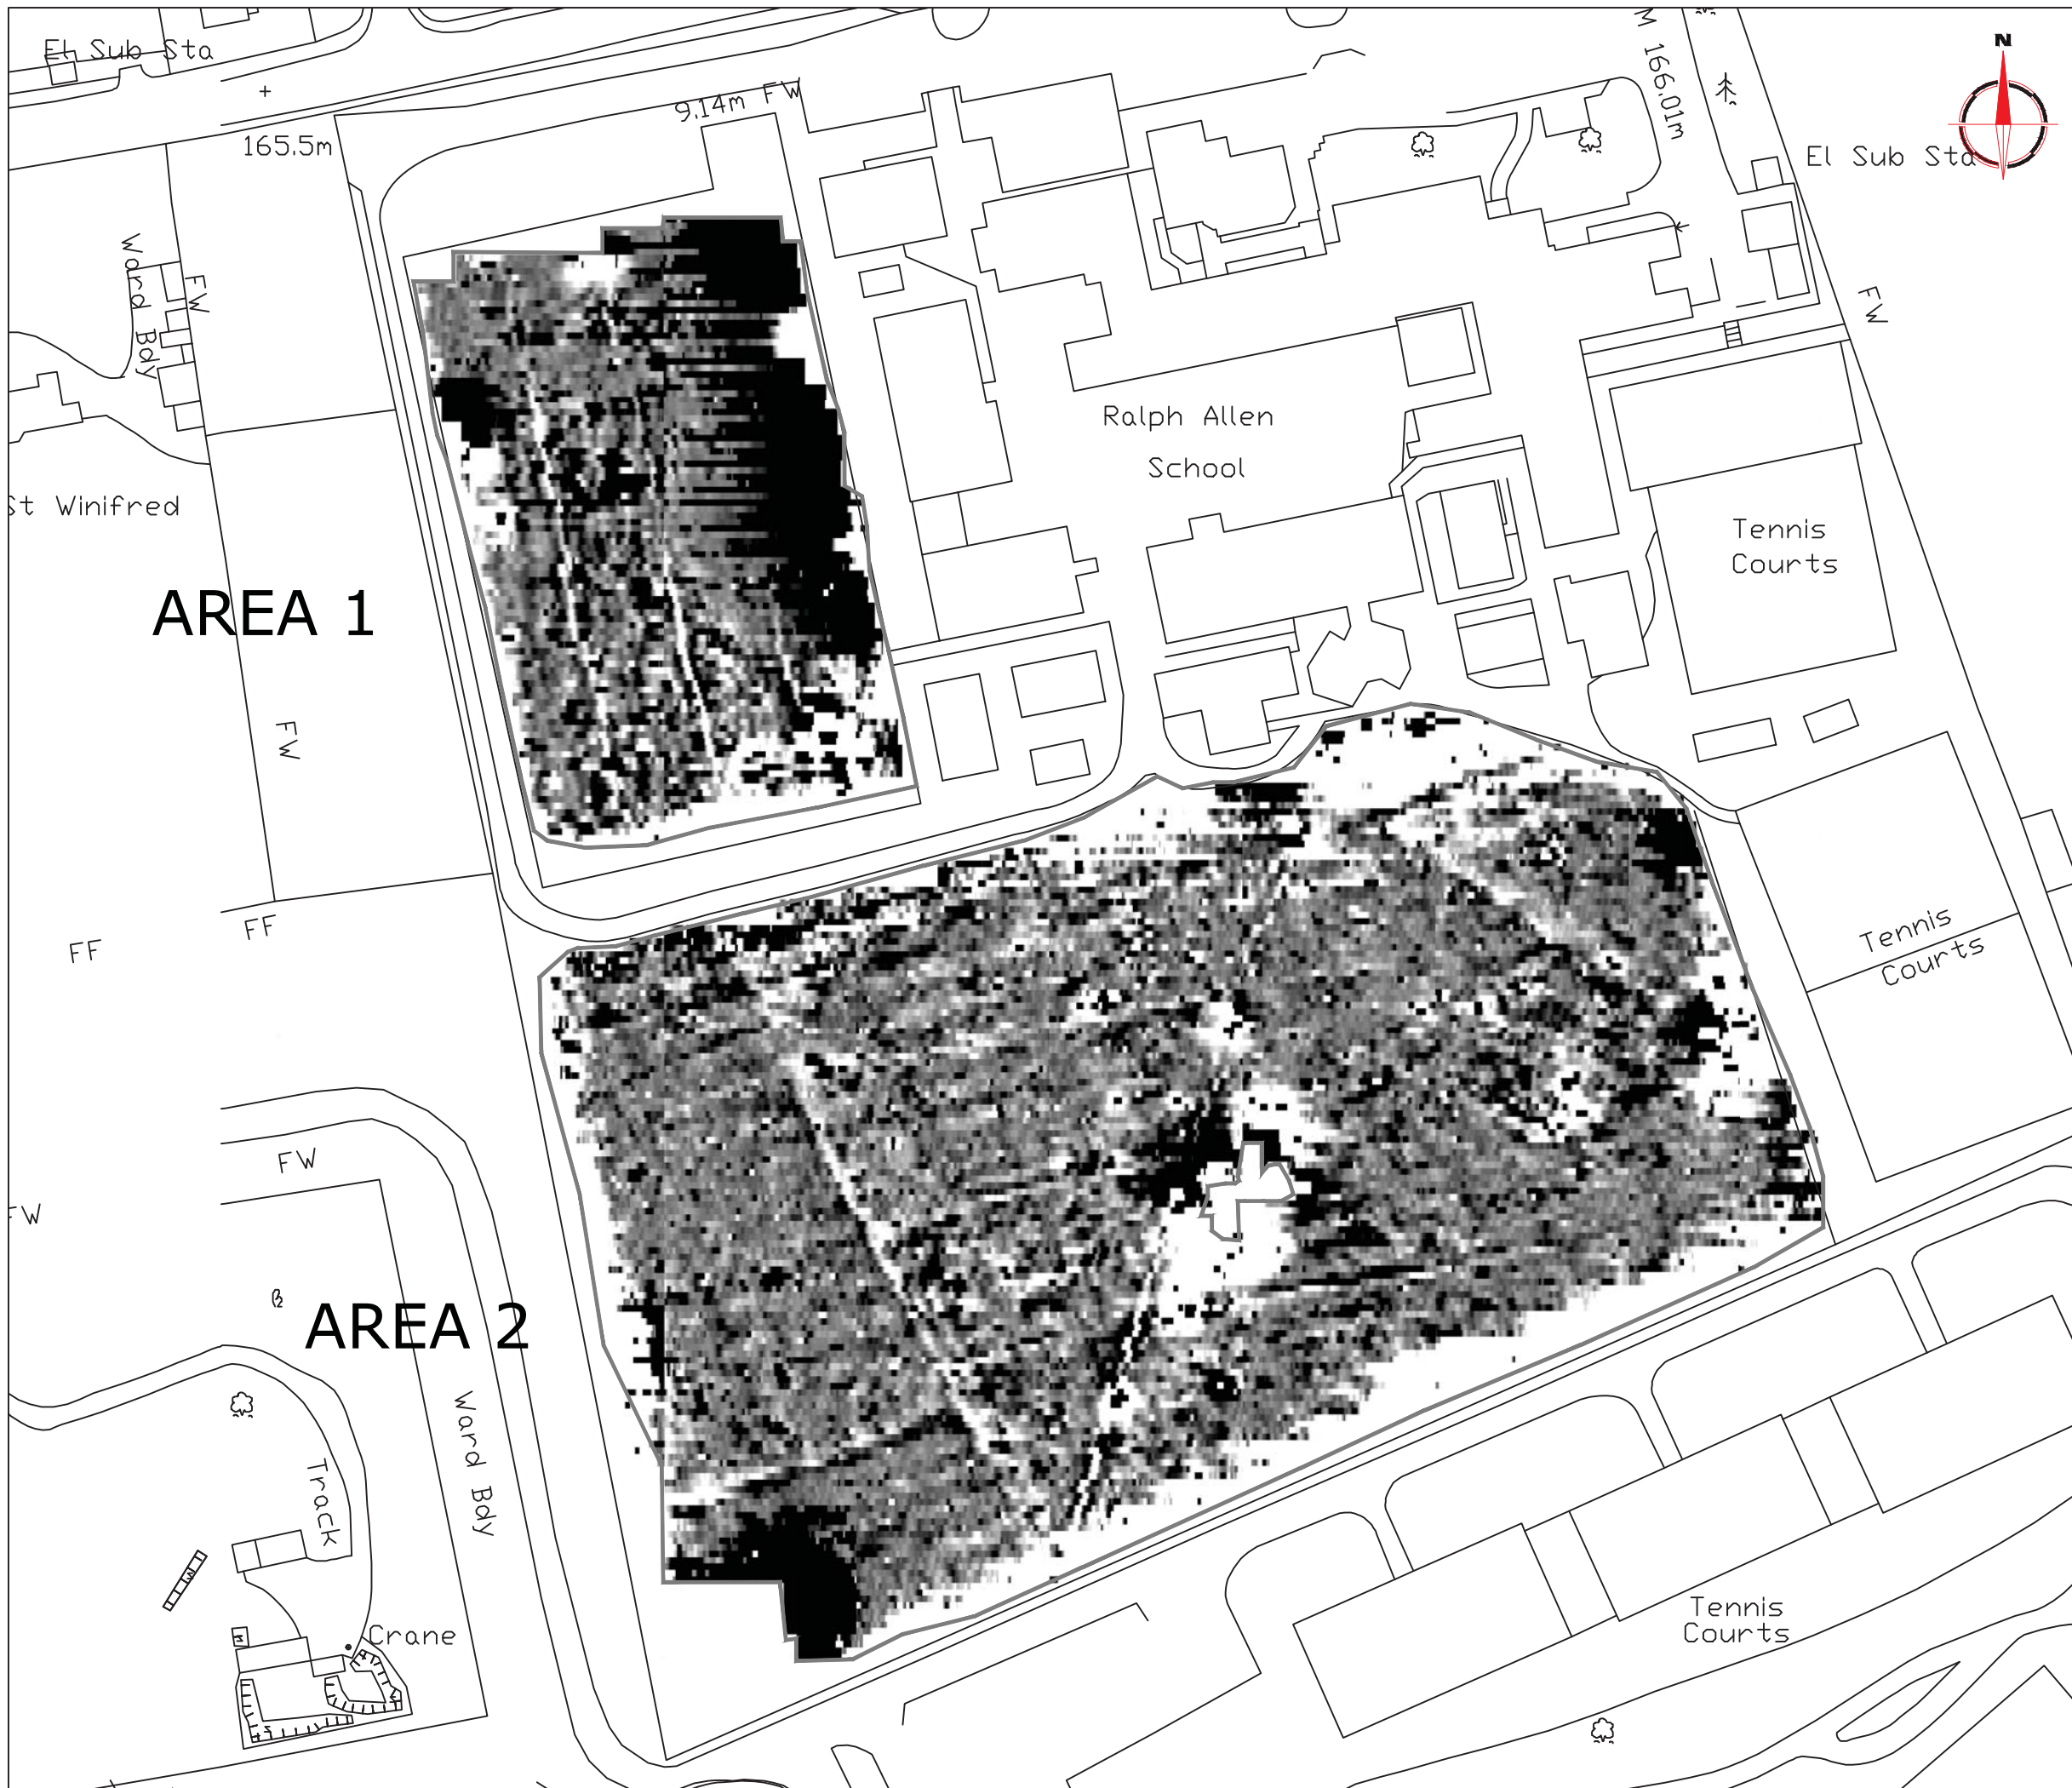 El Sub Sta
N
M 166.01m
9.14m FW
165.5m
El Sub Sta
Ward Bdy
FW
FW
Ralph Allen
School
St Winifred
Tennis
Courts
AREA 1
FW
FF
FF
Tennis
Courts
FW
FW
AREA 2
Ward Bdy
Track
Crane
Tennis
Courts